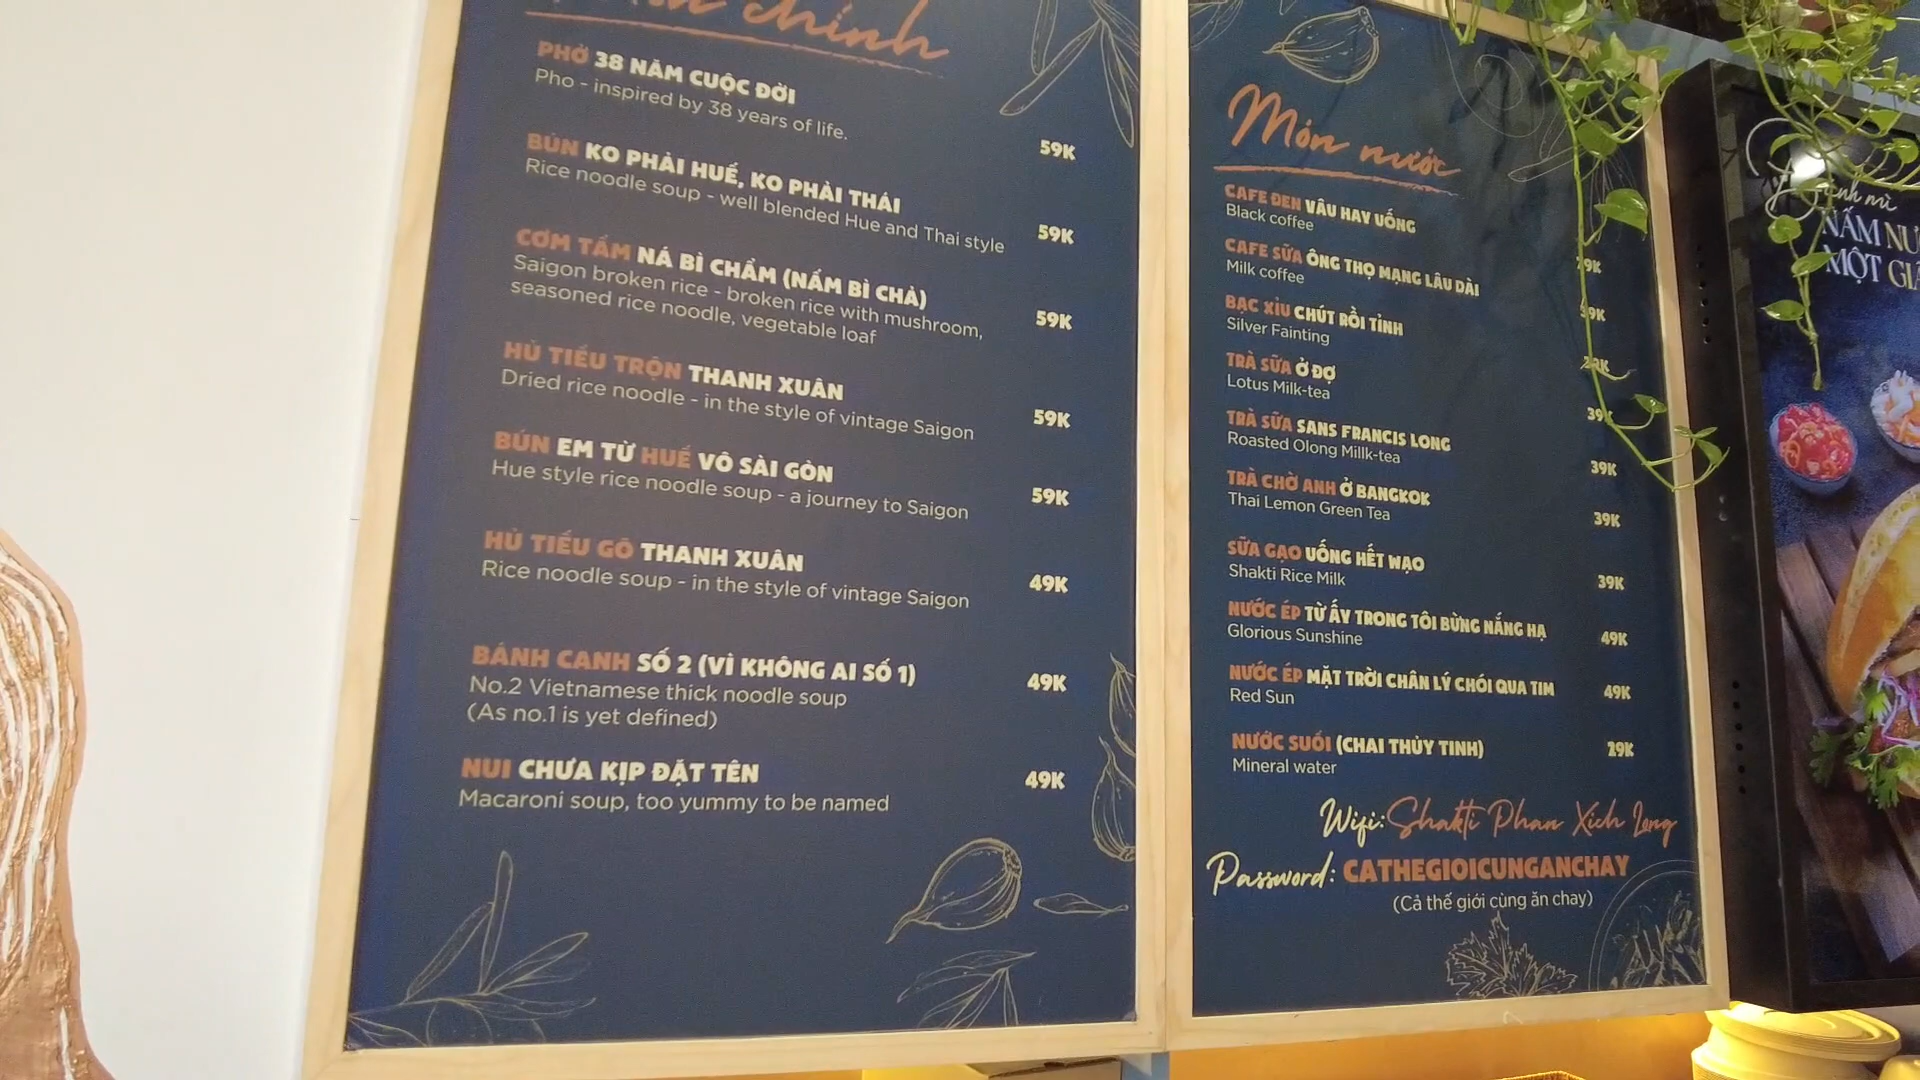 chính
PHỞ 38 NĂM CUỘC ĐỜI
Pho - inspired by 38 years of life.
59K
BÚN KO PHẢI HUẾ, KO PHẢI THÁI
Rice noodle soup - well blended Hue and Thai style
59K
CƠM TẤM NÁ BÌ CHẨM (NẤM BÌ CHẢ)
Saigon broken rice - broken rice with mushroom,
seasoned rice noodle, vegetable loaf
59K
HỦ TIẾU TRỘN THANH XUÂN
Dried rice noodle - in the style of vintage Saigon
59K
BÚN EM TỪ HUẾ VÔ SÀI GÒN
Hue style rice noodle soup - a journey to Saigon
59K
HỦ TIẾU GÕ THANH XUÂN
Rice noodle soup - in the style of vintage Saigon
49K
BÁNH CANH SỐ 2 (VÌ KHÔNG AI SỐ 1)
No.2 Vietnamese thick noodle soup
(As no.1 is yet defined)
49K
NUI CHƯA KỊP ĐẶT TÊN
Macaroni soup, too yummy to be named
49K
Món nước
CAFE ĐEN VÂU HAY UỐNG
Black coffee
CAFE SỮA ÔNG THỌ MẠNG LÂU DÀI
Milk coffee
BẠC XỈU CHÚT RỒI TỈNH
Silver Fainting
TRÀ SỮA Ở ĐỢ
Lotus Milk-tea
39K
TRÀ SỮA SANS FRANCIS LONG
Roasted Olong Millk-tea
39K
TRÀ CHỜ ANH Ở BANGKOK
Thai Lemon Green Tea
39K
SỮA GẠO UỐNG HẾT WẠO
Shakti Rice Milk
39K
NƯỚC ÉP TỪ ẤY TRONG TÔI BỪNG NẮNG HẠ
Glorious Sunshine
49K
NƯỚC ÉP MẶT TRỜI CHÂN LÝ CHÓI QUA TIM
Red Sun
49K
NƯỚC SUỐI (CHAI THỦY TINH)
Mineral water
29K
Wifi: Shakti Phan Xich Long
Password: CATHEGIOICUNGANCHAY
(Cả thế giới cùng ăn chay)
NẤM
MỘT